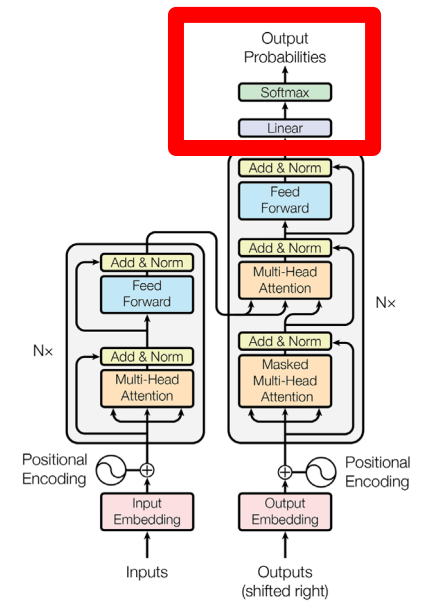 Output
Probabilities
Softmax
Linear
Add & Norm
Feed
Forward
Add & Norm
Multi-Head
Attention
Nx
Add & Norm
Masked
Multi-Head
Attention
Add & Norm
Feed
Forward
Nx
Add & Norm
Multi-Head
Attention
Positional
Encoding
Positional
Encoding
Input
Embedding
Output
Embedding
Inputs
Outputs
(shifted right)